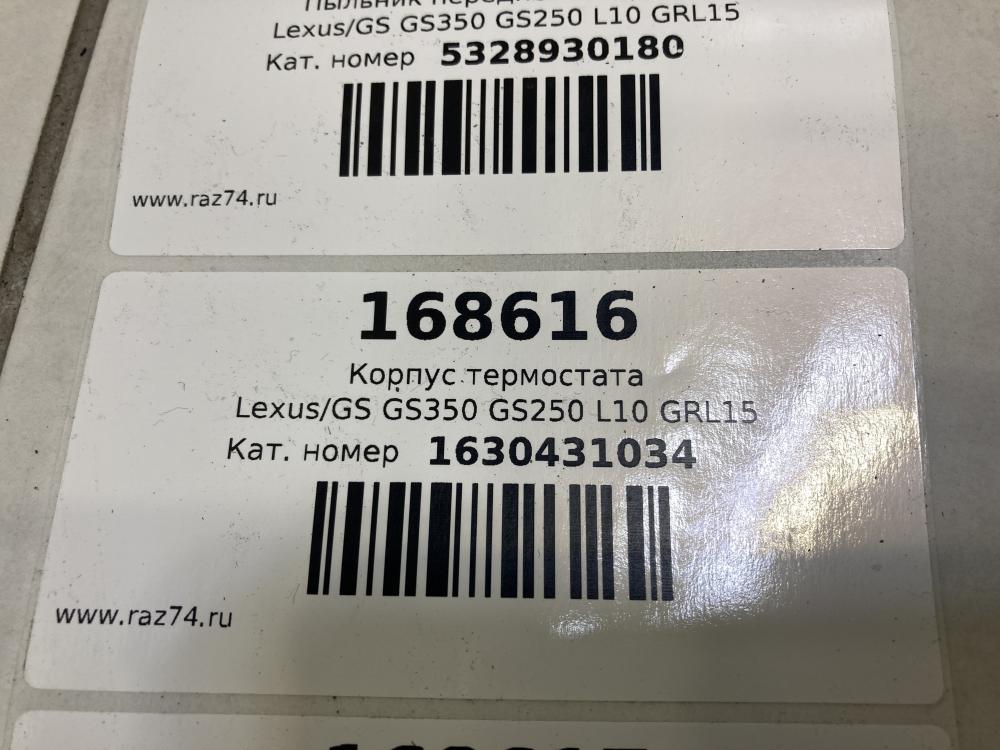 Пыльник
Lexus/GS GS350 GS250 L10 GRL15
Кат. номер 5328930180
www.raz74.ru
168616
Корпус термостата
Lexus/GS GS350 GS250 L10 GRL15
Кат. номер 1630431034
www.raz74.ru